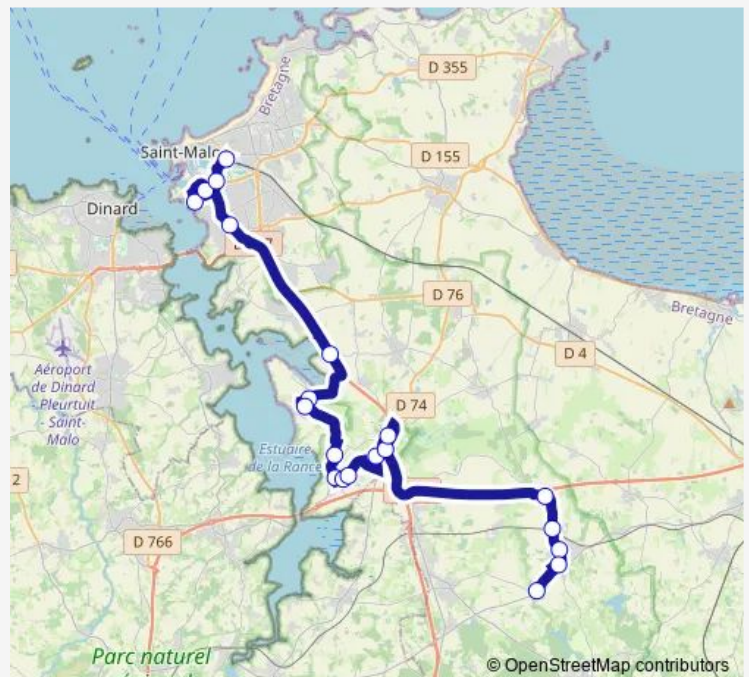 D 355
Bretagne
Saint-Malo
D 155
Dinard
D 76
Bretagne
D 4
Aéroport
de Dinard
- Pleurtuit
- Saint-
Malo
D 74
Estuaire
de la Rance
2
D 766
Parc naturel
© OpenStreetMap contributors